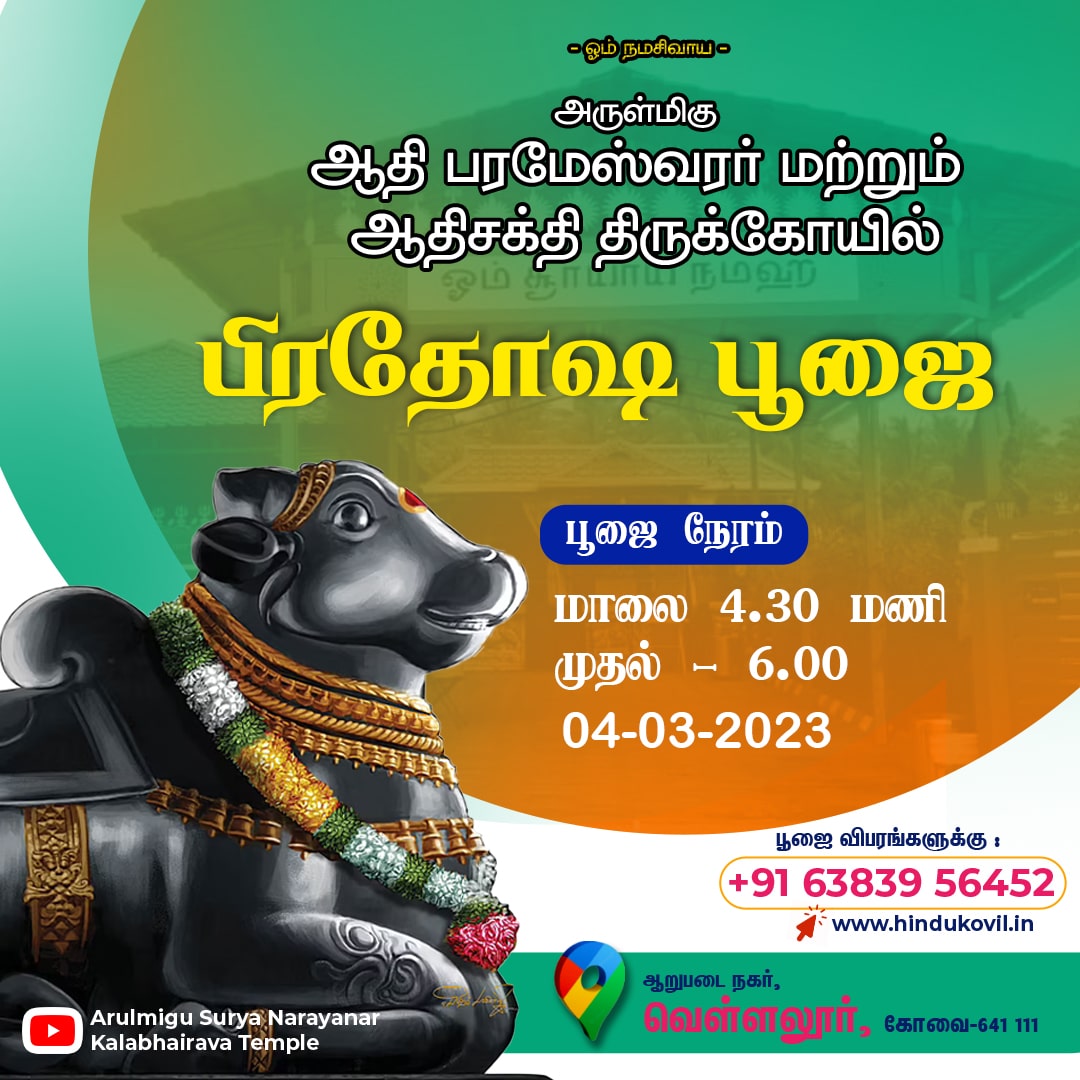 - ஓம் நமசிவாய -
அருள்மிகு
ஆதி பரமேஸ்வரர் மற்றும்
ஆதிசக்தி திருக்கோயில்
ஓம் சூர்யாய நமஹ
பிரதோஷ பூஜை
பூஜை நேரம்
மாலை 4.30 மணி
முதல் - 6.00
04-03-2023
பூஜை விபரங்களுக்கு :
+91 63839 56452
www.hindukovil.in
ஆறுபடை நகர்,
வெள்ளலூர், கோவை-641 111
Arulmigu Surya Narayanar
Kalabhairava Temple